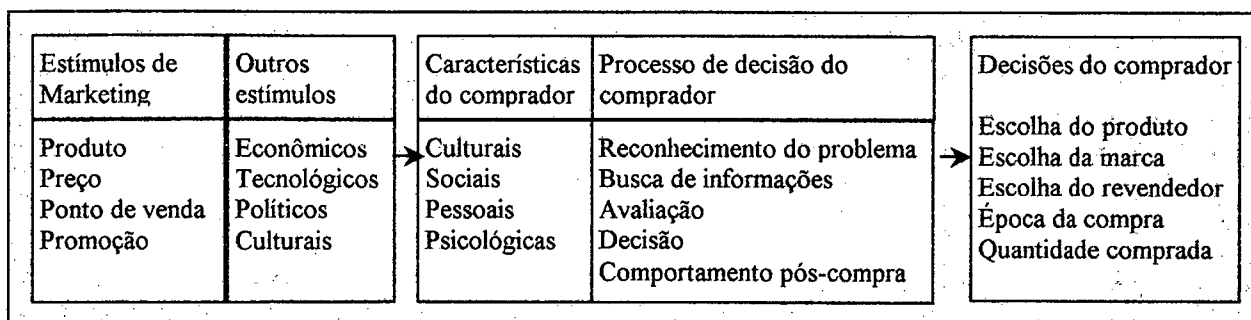 Estímulos de
Marketing
Produto
Preço
Ponto de venda
Promoção
Outros
estímulos
Econômicos
Tecnológicos
Políticos
Culturais
Características
do comprador
Culturais
Sociais
Pessoais
Psicológicas
Processo de decisão do
comprador
Reconhecimento do problema
Busca de informações
Avaliação
Decisão
Comportamento pós-compra
Decisões do comprador
Escolha do produto
Escolha da marca
Escolha do revendedor
Época da compra
Quantidade comprada